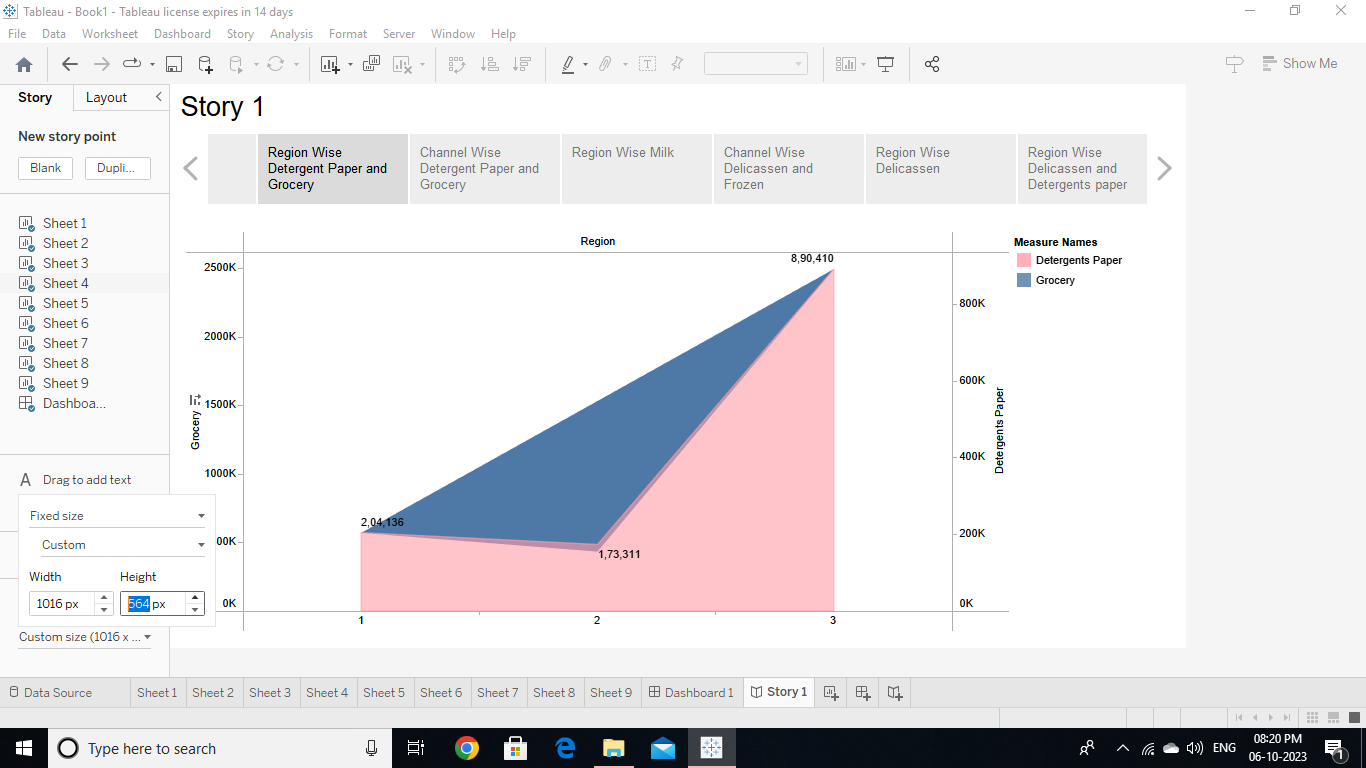 Tableau - Book1 - Tableau license expires in 14 days
File Data Worksheet Dashboard Story Analysis Format Server Window Help
Show Me
Story Layout
New story point
Blank Dupli...
Sheet 1
Sheet 2
Sheet 3
Sheet 4
Sheet 5
Sheet 6
Sheet 7
Sheet 8
Sheet 9
Dashboa...
A Drag to add text
Fixed size
Custom
Width Height
1016 px 564 px
Custom size (1016 x ...
Story 1
Region Wise
Detergent Paper and
Grocery
Channel Wise
Detergent Paper and
Grocery
Region Wise Milk
Channel Wise
Delicassen and
Frozen
Region Wise
Delicassen
Region Wise
Delicassen and
Detergents paper
Region
Grocery
2500K
2000K
1500K
1000K
00K
0K
8,90,410
2,04,136
1,73,311
1 2 3
800K
600K
400K
200K
0K
Detergents Paper
Measure Names
Detergents Paper
Grocery
Data Source Sheet 1 Sheet 2 Sheet 3 Sheet 4 Sheet 5 Sheet 6 Sheet 7 Sheet 8 Sheet 9 Dashboard 1 Story 1
Type here to search
ENG
08:20 PM
06-10-2023
1